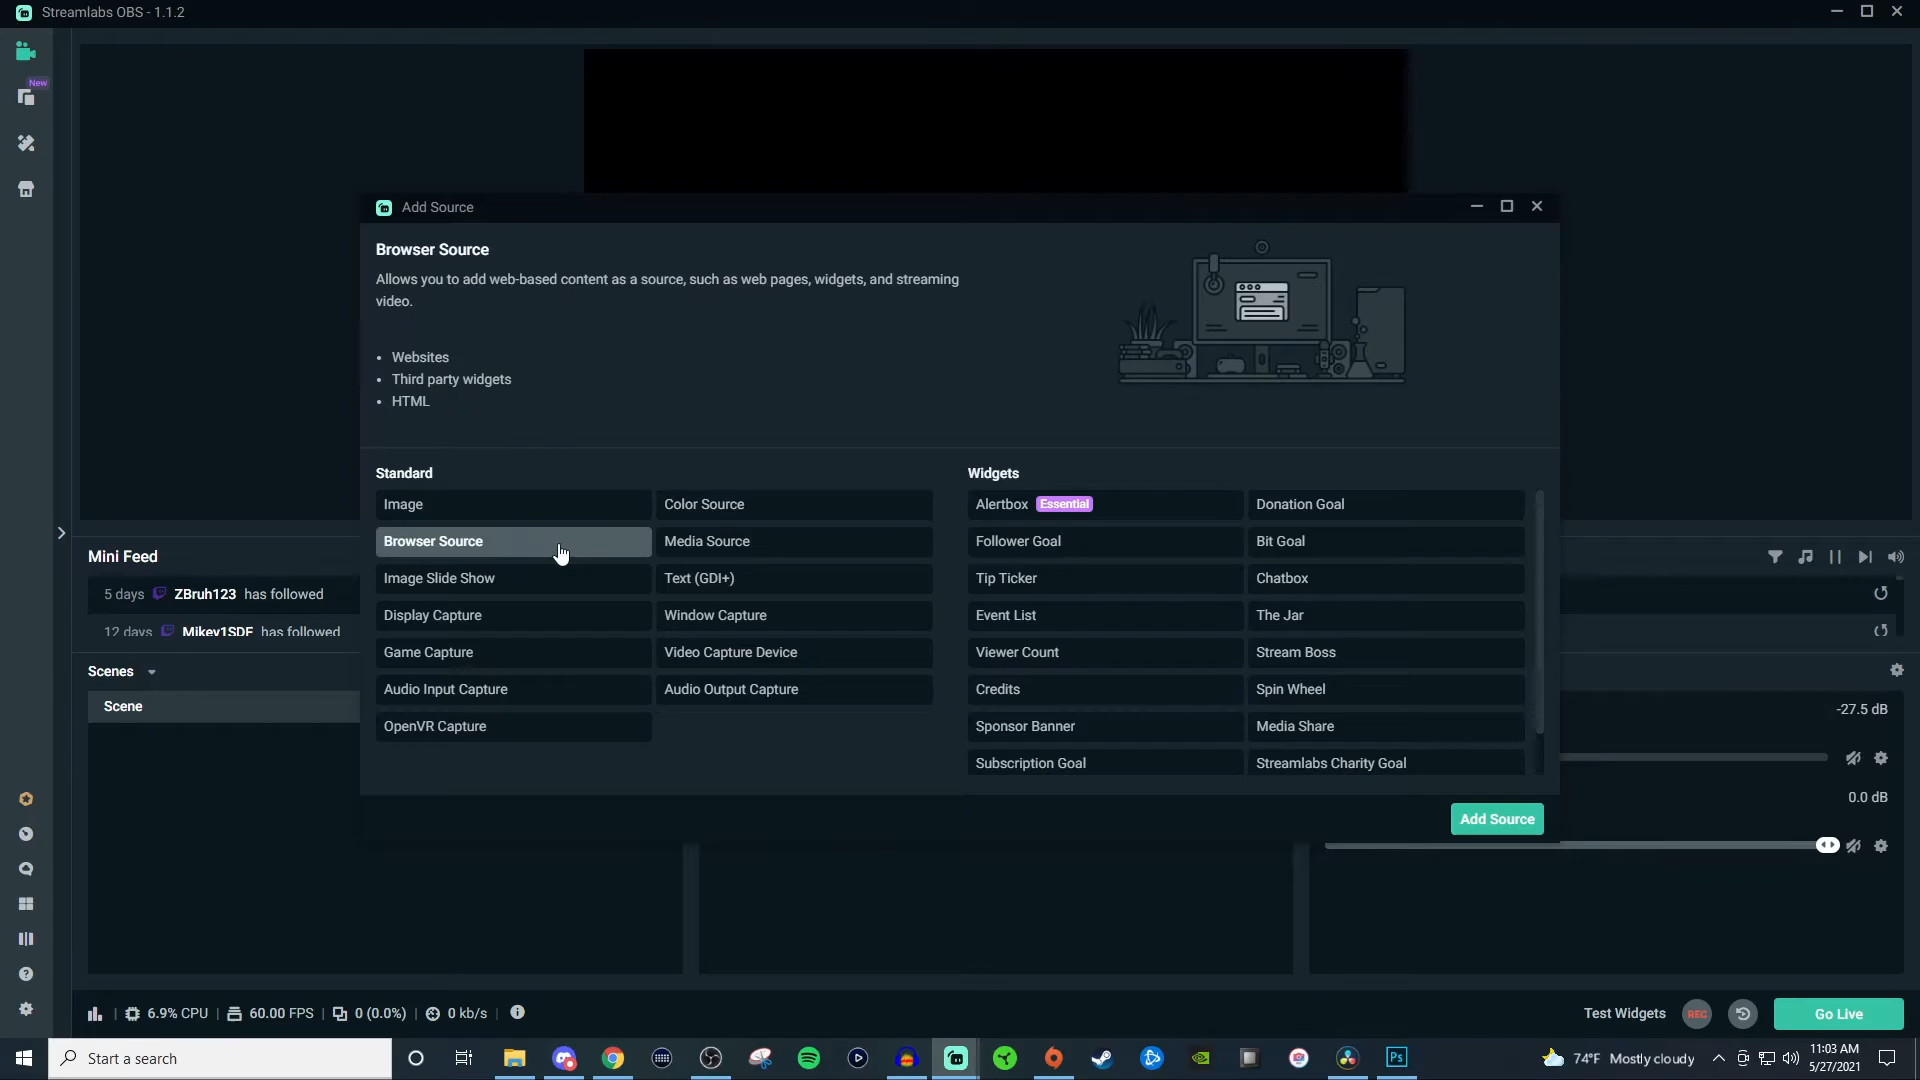 Streamlabs OBS - 1.1.2
New
Add Source
Browser Source
Allows you to add web-based content as a source, such as web pages, widgets, and streaming
video.
• Websites
• Third party widgets
• HTML
Standard
Widgets
Image
Color Source
Alertbox Essential
Donation Goal
Browser Source
Media Source
Follower Goal
Bit Goal
Image Slide Show
Text (GDI+)
Tip Ticker
Chatbox
Display Capture
Window Capture
Event List
The Jar
Game Capture
Video Capture Device
Viewer Count
Stream Boss
Audio Input Capture
Audio Output Capture
Credits
Spin Wheel
OpenVR Capture
Sponsor Banner
Media Share
Subscription Goal
Streamlabs Charity Goal
Add Source
Mini Feed
5 days ZBruh123 has followed
12 days Mikey1SDE has followed
Scenes
Scene
-27.5 dB
0.0 dB
6.9% CPU | 60.00 FPS | 0 (0.0%) | 0 kb/s
Test Widgets
REC
Go Live
Start a search
Ps
74°F Mostly cloudy
11:03 AM
5/27/2021